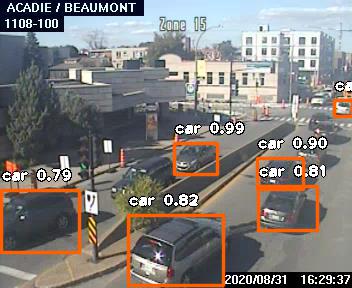 ACADIE / BEAUMONT
1108-100
Zone 15
car 0.99
car 0.90
car 0.79
car 0.81
car 0.82
2020/08/31 16:29:37